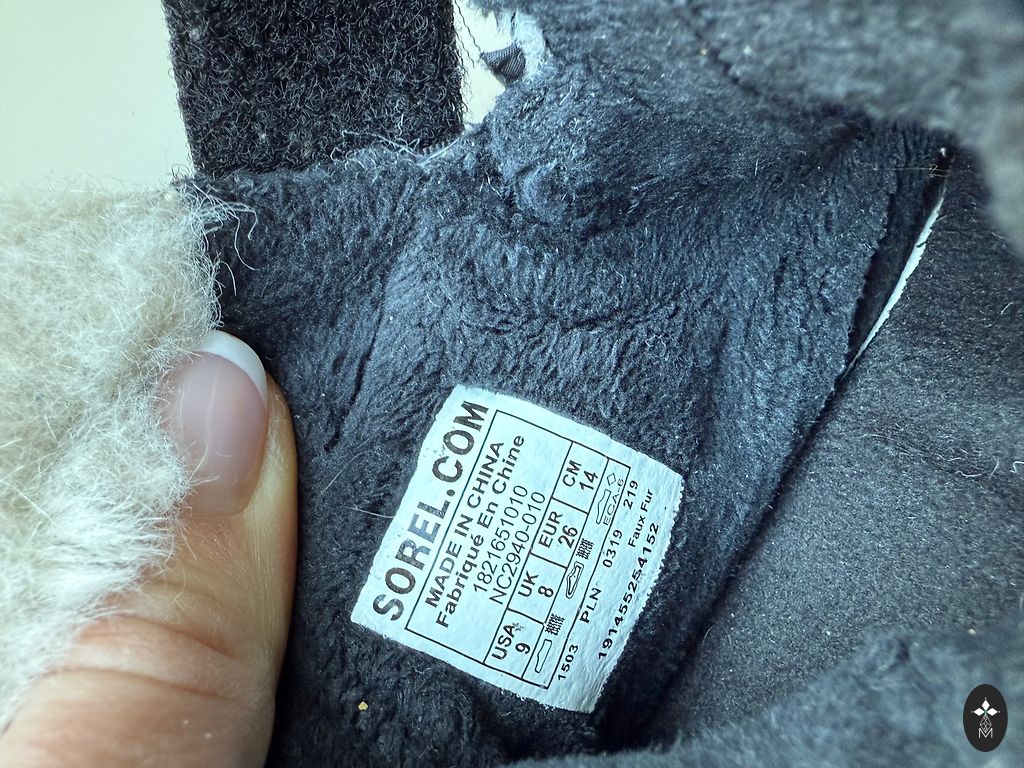 SOREL.COM
MADE IN CHINA
Fabriqué En Chine
1821651010
NC2940-010
USA UK EUR CM
9 8 26 14
1503 PLN 0319 219
191455254152 Faux Fur
M